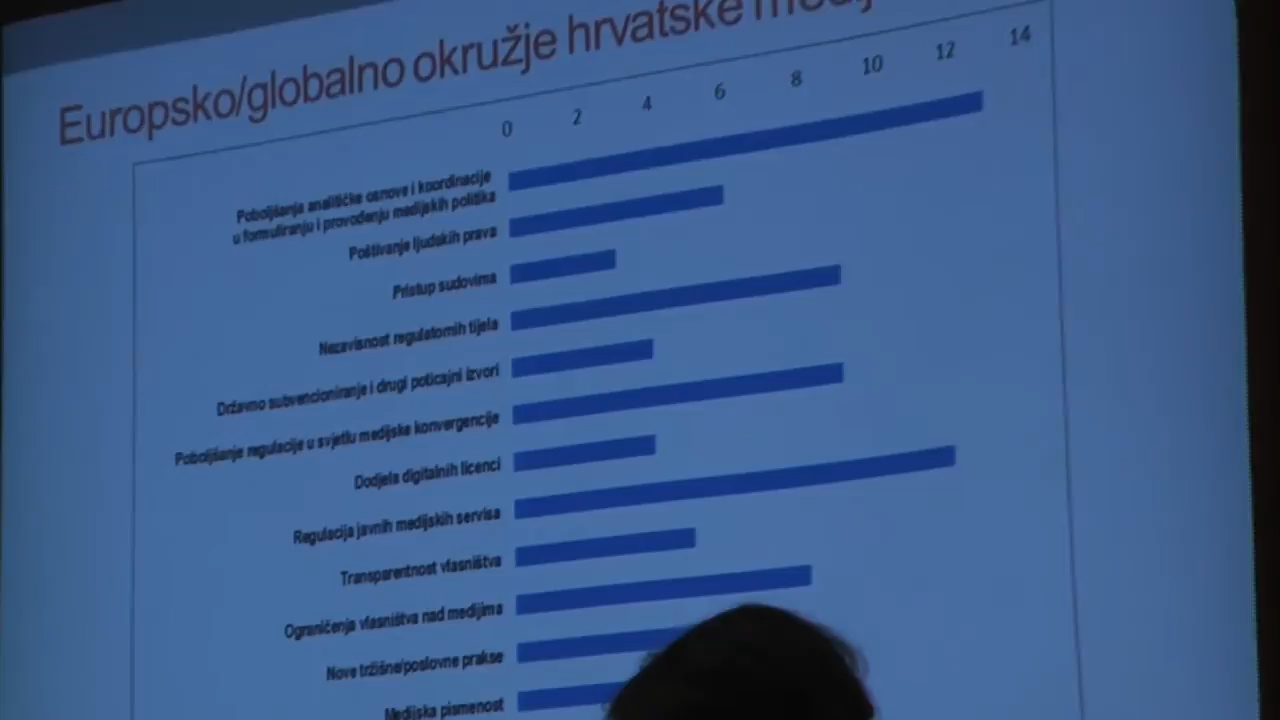 Europsko/globalno okružje hrvatske
0 2 4 6 8 10 12 14
Poboljšanje analitičke osnove i koordinacije
u formuliranju i provođenju medijskih politika
Poštivanje ljudskih prava
Pristup sudovima
Nezavisnost regulatornih tijela
Državno subvencioniranje i drugi poticajni izvori
Poboljšanje regulacije u svjetlu medijske konvergencije
Dodjela digitalnih licenci
Regulacija javnih medijskih servisa
Transparentnost vlasništva
Ograničenja vlasništva nad medijima
Nove tržišne/poslovne prakse
Medijska pismenost